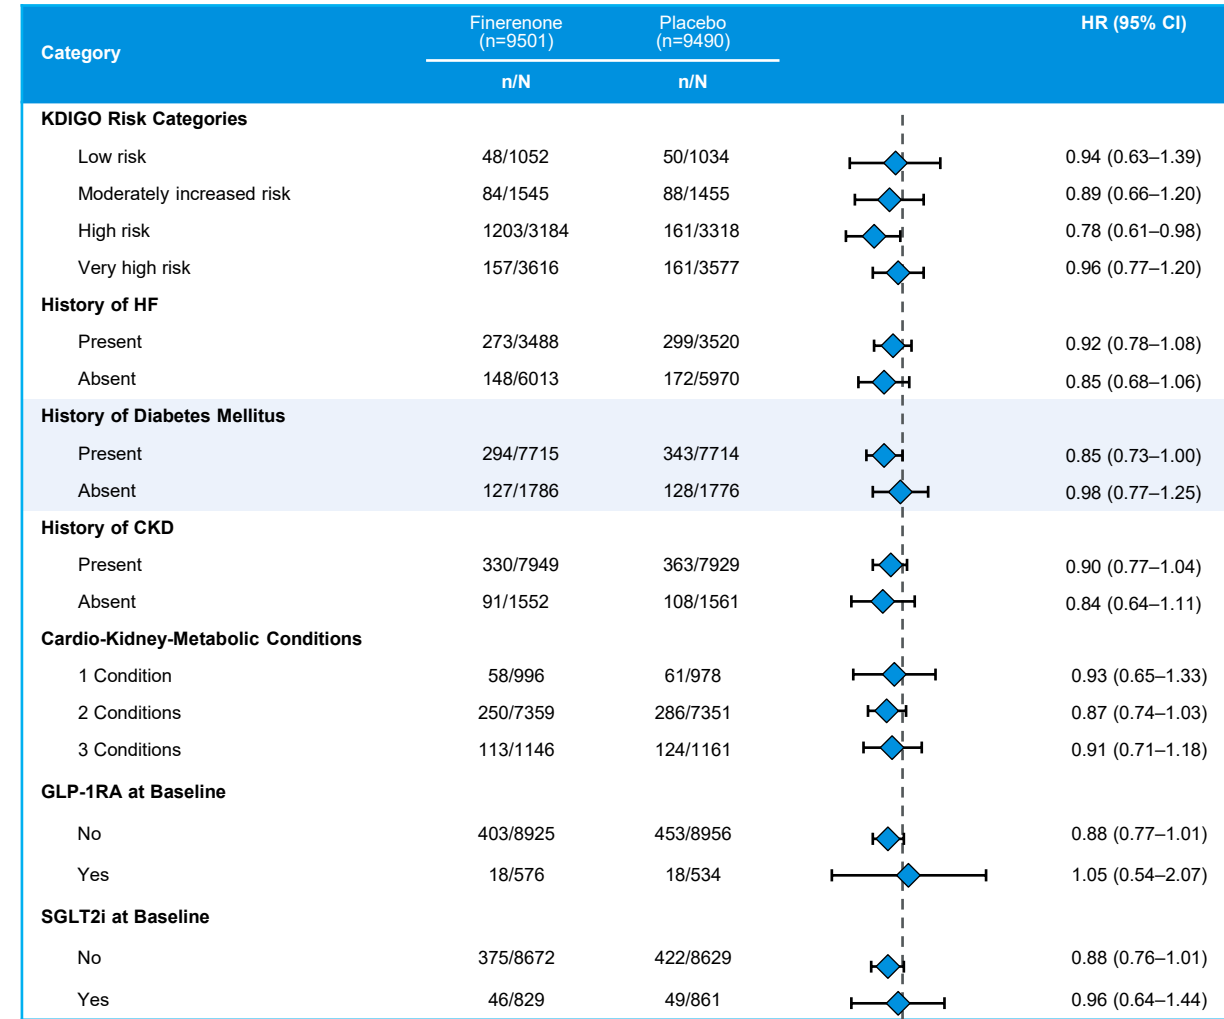 Category
Finerenone
(n=9501)
Placebo
(n=9490)
HR (95% CI)
n/N
n/N
KDIGO Risk Categories
Low risk 48/1052 50/1034 0.94 (0.63–1.39)
Moderately increased risk 84/1545 88/1455 0.89 (0.66–1.20)
High risk 1203/3184 161/3318 0.78 (0.61–0.98)
Very high risk 157/3616 161/3577 0.96 (0.77–1.20)
History of HF
Present 273/3488 299/3520 0.92 (0.78–1.08)
Absent 148/6013 172/5970 0.85 (0.68–1.06)
History of Diabetes Mellitus
Present 294/7715 343/7714 0.85 (0.73–1.00)
Absent 127/1786 128/1776 0.98 (0.77–1.25)
History of CKD
Present 330/7949 363/7929 0.90 (0.77–1.04)
Absent 91/1552 108/1561 0.84 (0.64–1.11)
Cardio-Kidney-Metabolic Conditions
1 Condition 58/996 61/978 0.93 (0.65–1.33)
2 Conditions 250/7359 286/7351 0.87 (0.74–1.03)
3 Conditions 113/1146 124/1161 0.91 (0.71–1.18)
GLP-1RA at Baseline
No 403/8925 453/8956 0.88 (0.77–1.01)
Yes 18/576 18/534 1.05 (0.54–2.07)
SGLT2i at Baseline
No 375/8672 422/8629 0.88 (0.76–1.01)
Yes 46/829 49/861 0.96 (0.64–1.44)